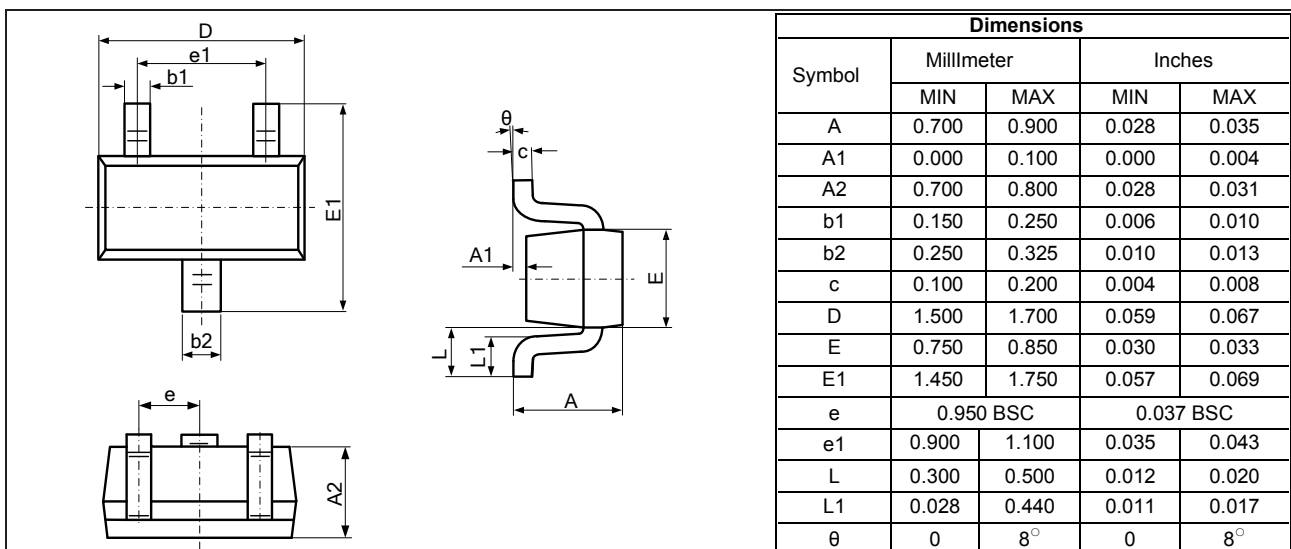 D
e1
b1
E1
b2
e
A2
θ
c
A1
E
L
L1
A
Dimensions
Symbol MillImeter Inches
MIN MAX MIN MAX
A 0.700 0.900 0.028 0.035
A1 0.000 0.100 0.000 0.004
A2 0.700 0.800 0.028 0.031
b1 0.150 0.250 0.006 0.010
b2 0.250 0.325 0.010 0.013
c 0.100 0.200 0.004 0.008
D 1.500 1.700 0.059 0.067
E 0.750 0.850 0.030 0.033
E1 1.450 1.750 0.057 0.069
e 0.950 BSC 0.037 BSC
e1 0.900 1.100 0.035 0.043
L 0.300 0.500 0.012 0.020
L1 0.028 0.440 0.011 0.017
θ 0 8° 0 8°